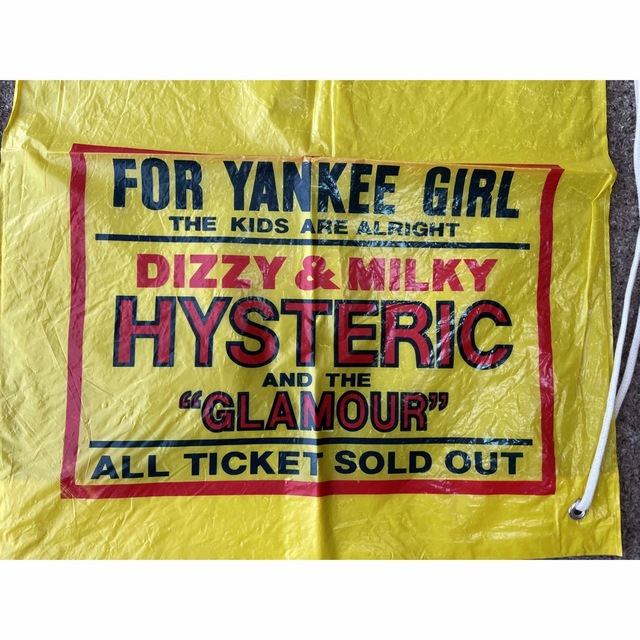 FOR YANKEE GIRL
THE KIDS ARE ALRIGHT
DIZZY & MILKY
HYSTERIC
AND THE
“GLAMOUR”
ALL TICKET SOLD OUT